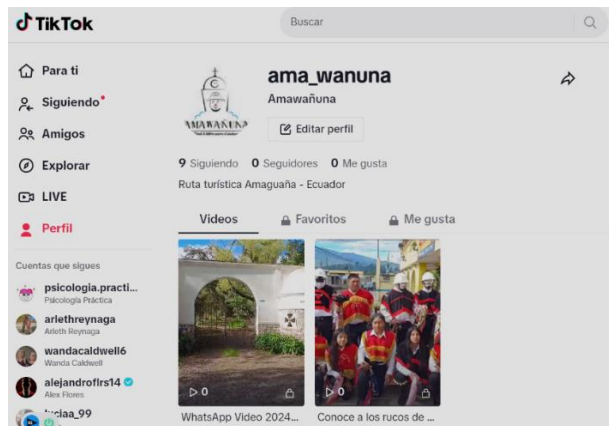 TikTok
Buscar
Para ti
Siguiendo
Amigos
Explorar
LIVE
Perfil
Cuentas que sigues
psicologia.practi...
Psicología Práctica
arlethreynaga
Arleth Reynaga
wandacaldwell6
Wanda Caldwell
alejandroflrs14
Alex Flores
luciaa_99
AMAWAÑUNA
ama_wanuna
Amawañuna
Editar perfil
9 Siguiendo 0 Seguidores 0 Me gusta
Ruta turística Amaguaña - Ecuador
Videos Favoritos Me gusta
0 0
WhatsApp Video 2024... Conoce a los rucos de ...